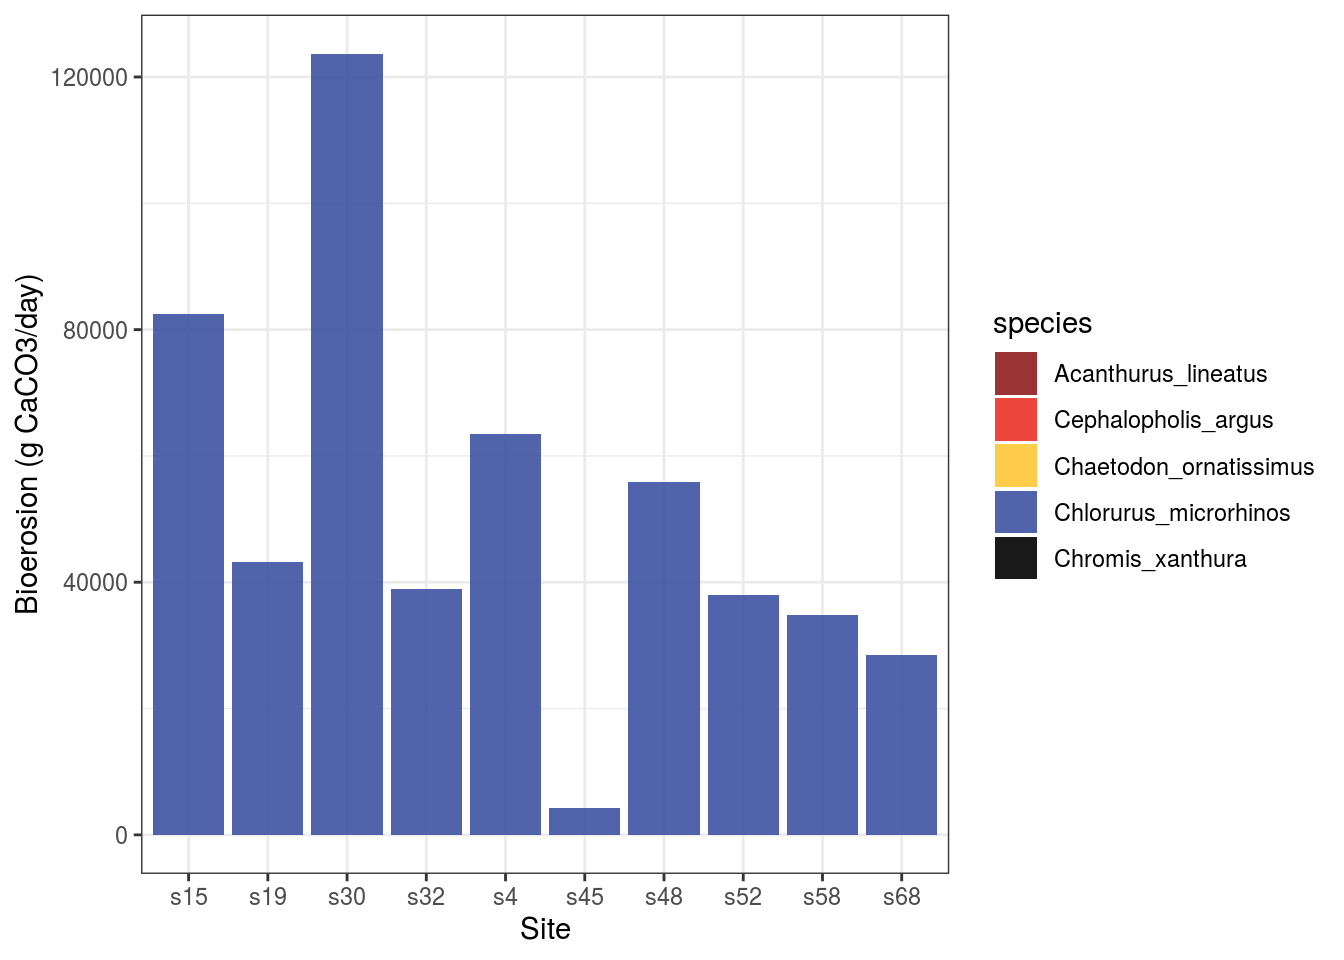 Bioerosion (g CaCO3/day)
120000
80000
40000
0
s15 s19 s30 s32 s4 s45 s48 s52 s58 s68
Site
species
Acanthurus_lineatus
Cephalopholis_argus
Chaetodon_ornatissimus
Chlorurus_microrhinos
Chromis_xanthura